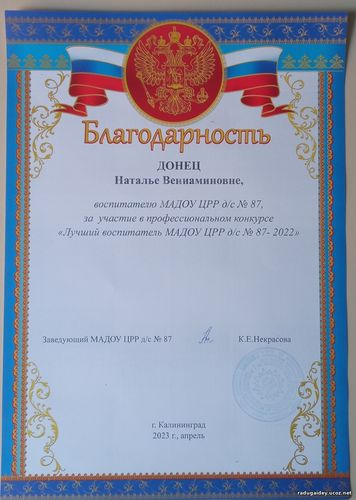 Благодарность
ДОНЕЦ
Наталье Вениаминовне,
воспитателю МАДОУ ЦРР д/с № 87,
за участие в профессиональном конкурсе
«Лучший воспитатель МАДОУ ЦРР д/с № 87- 2022»
Заведующий МАДОУ ЦРР д/с № 87 К.Е.Некрасова
г. Калининград
2023 г., апрель
radugaidey.ucoz.net